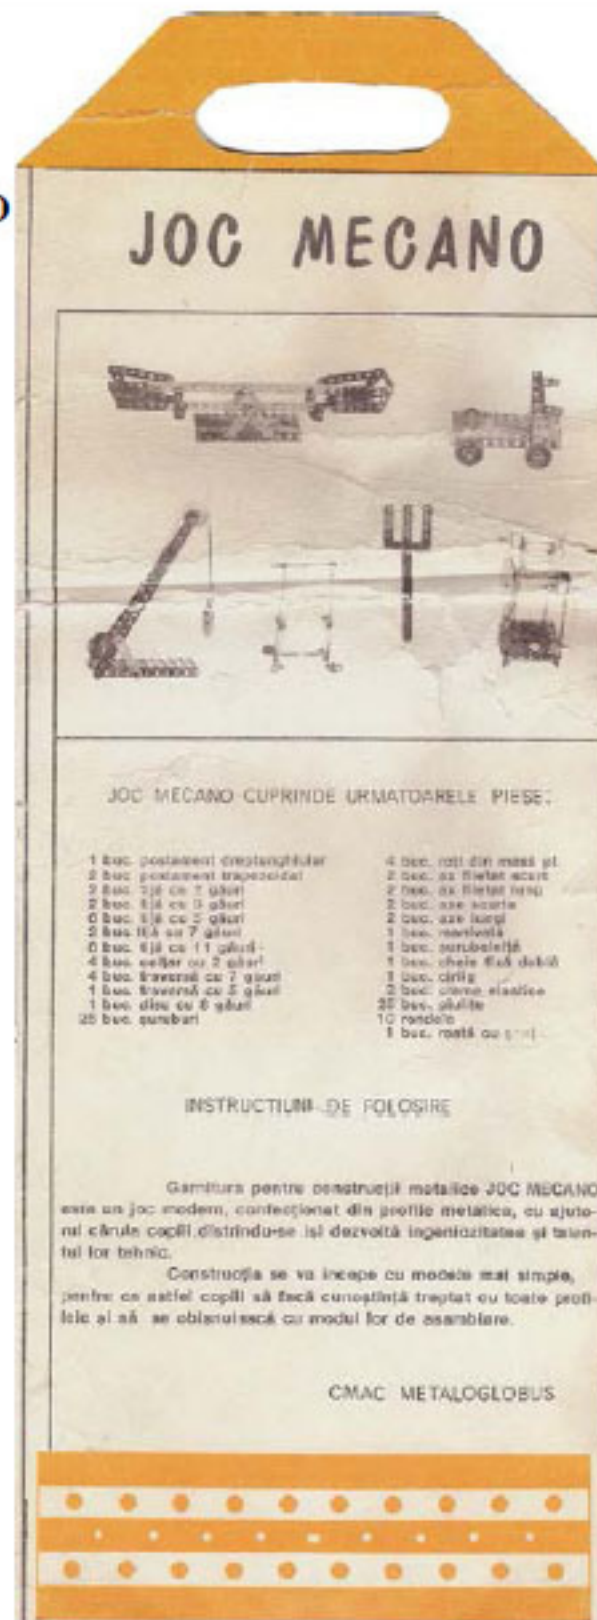 JOC MECANO
JOC MECANO CUPRINDE URMATOARELE PIESE:
1 buc. postament dreptunghiular
2 buc. postament trapezoidal
2 buc. tijă cu
2 buc. tijă cu găuri
6 buc. tijă cu 5 găuri
2 buc. tijă cu 7 găuri
6 buc. tijă cu 11 găuri
4 buc. colțar cu 2 găuri
4 buc. traversă cu 7 găuri
1 buc. traversă cu 5 găuri
1 buc. disc cu 8 găuri
25 buc. șuruburi
4 buc. roți din masă pl.
2 buc. ax filetat scurt
2 buc. ax filetat lung
2 buc. axe scurte
2 buc. axe lungi
1 buc. manivelă
1 buc. șurubelniță
1 buc. cheie fixă dublă
1 buc. cîrlig
buc. cleme elastice
25 buc. piulițe
10 rondele
1 buc. roată cu
INSTRUCTIUNI DE FOLOSIRE
Garnitura pentru construcții metalice JOC MECANO
este un joc modern, confecționat din profile metalice, cu ajuto-
rul căruia copiii distrîndu-se își dezvoltă ingeniozitatea și talen-
tul lor tehnic.
Construcția se va începe cu modele mai simple,
pentru ca astfel copiii să facă cunoștință treptat cu toate profi-
lele și să se obișnuiască cu modul lor de asamblare.
CMAC METALOGLOBUS